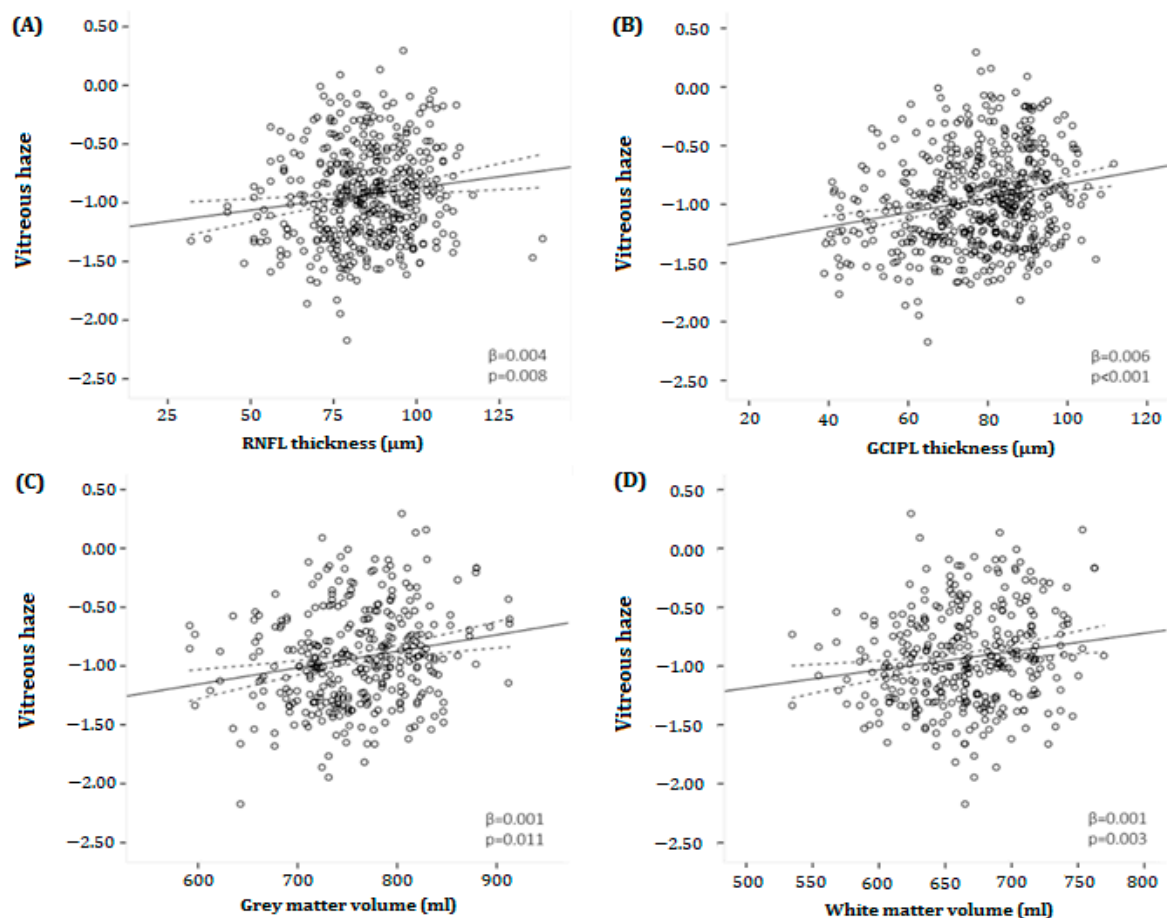 (A)
0.50
0.00
−0.50
−1.00
−1.50
−2.00
−2.50
Vitreous haze
β=0.004
p=0.008
25
50
75
100
125
RNFL thickness (μm)
(B)
0.50
0.00
−0.50
−1.00
−1.50
−2.00
−2.50
Vitreous haze
β=0.006
p<0.001
20
40
60
80
100
120
GCIPL thickness (μm)
(C)
0.50
0.00
−0.50
−1.00
−1.50
−2.00
−2.50
Vitreous haze
β=0.001
p=0.011
600
700
800
900
Grey matter volume (ml)
(D)
0.50
0.00
−0.50
−1.00
−1.50
−2.00
−2.50
Vitreous haze
β=0.001
p=0.003
500
550
600
650
700
750
800
White matter volume (ml)